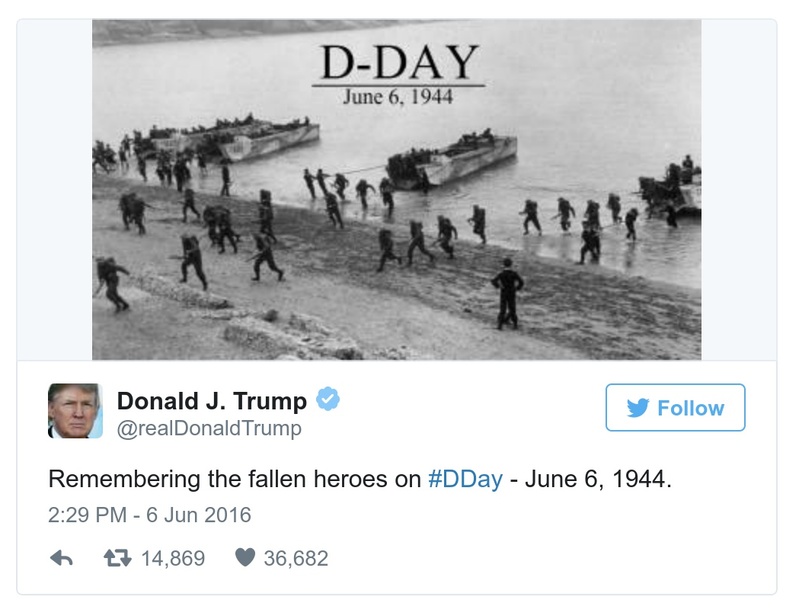 D-DAY
June 6, 1944
Donald J. Trump
@realDonaldTrump
Follow
Remembering the fallen heroes on #DDay - June 6, 1944.
2:29 PM - 6 Jun 2016
14,869 36,682